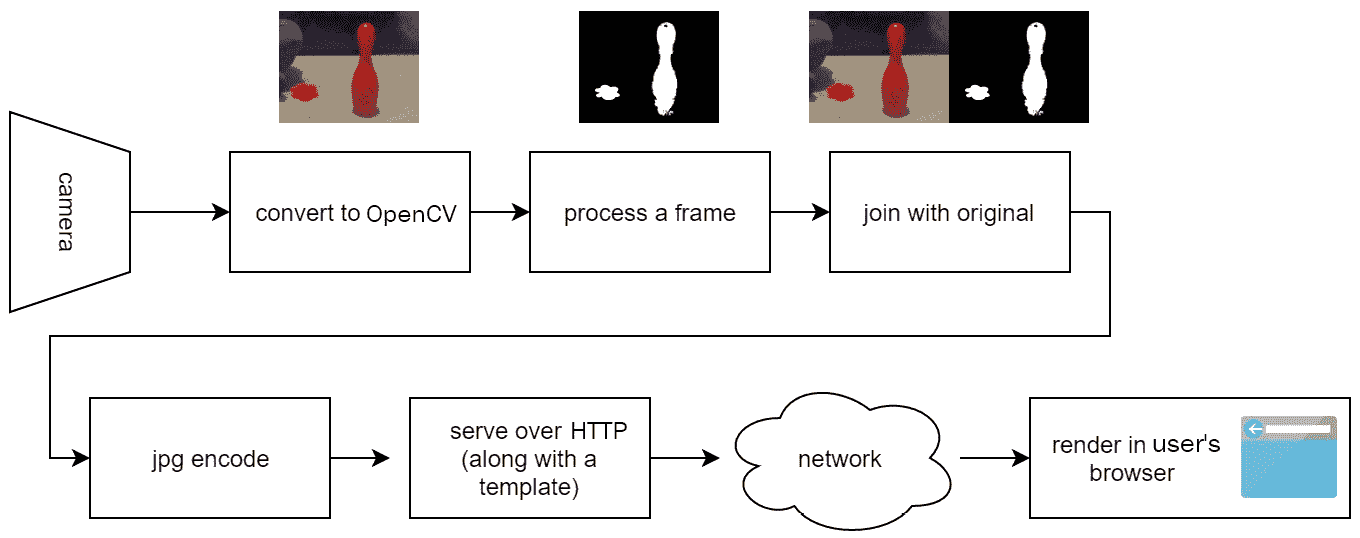 camera
convert to OpenCV
process a frame
join with original
jpg encode
serve over HTTP
(along with a
template)
network
render in user's
browser